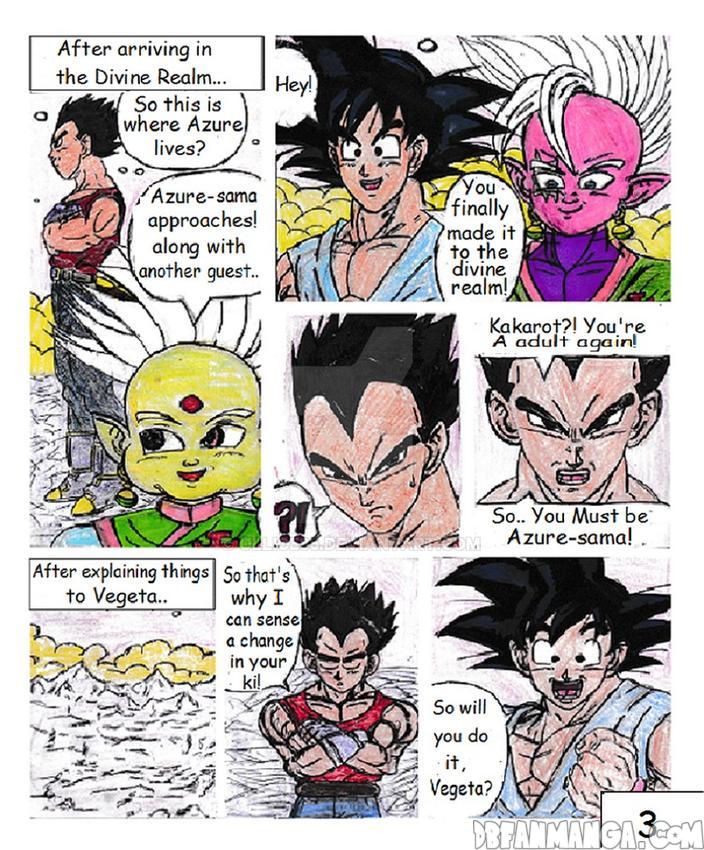 After arriving in
the Divine Realm...
So this is
where Azure
lives?
Azure-sama
approaches!
along with
another guest..
Hey!
You
finally
made it
to the
divine
realm!
?!
Kakarot?! You're
A adult again!
So.. You Must be
Azure-sama!
After explaining things
to Vegeta..
So that's
why I
can sense
a change
in your
ki!
So will
you do
it,
Vegeta?
3
DBFANMANGA.COM